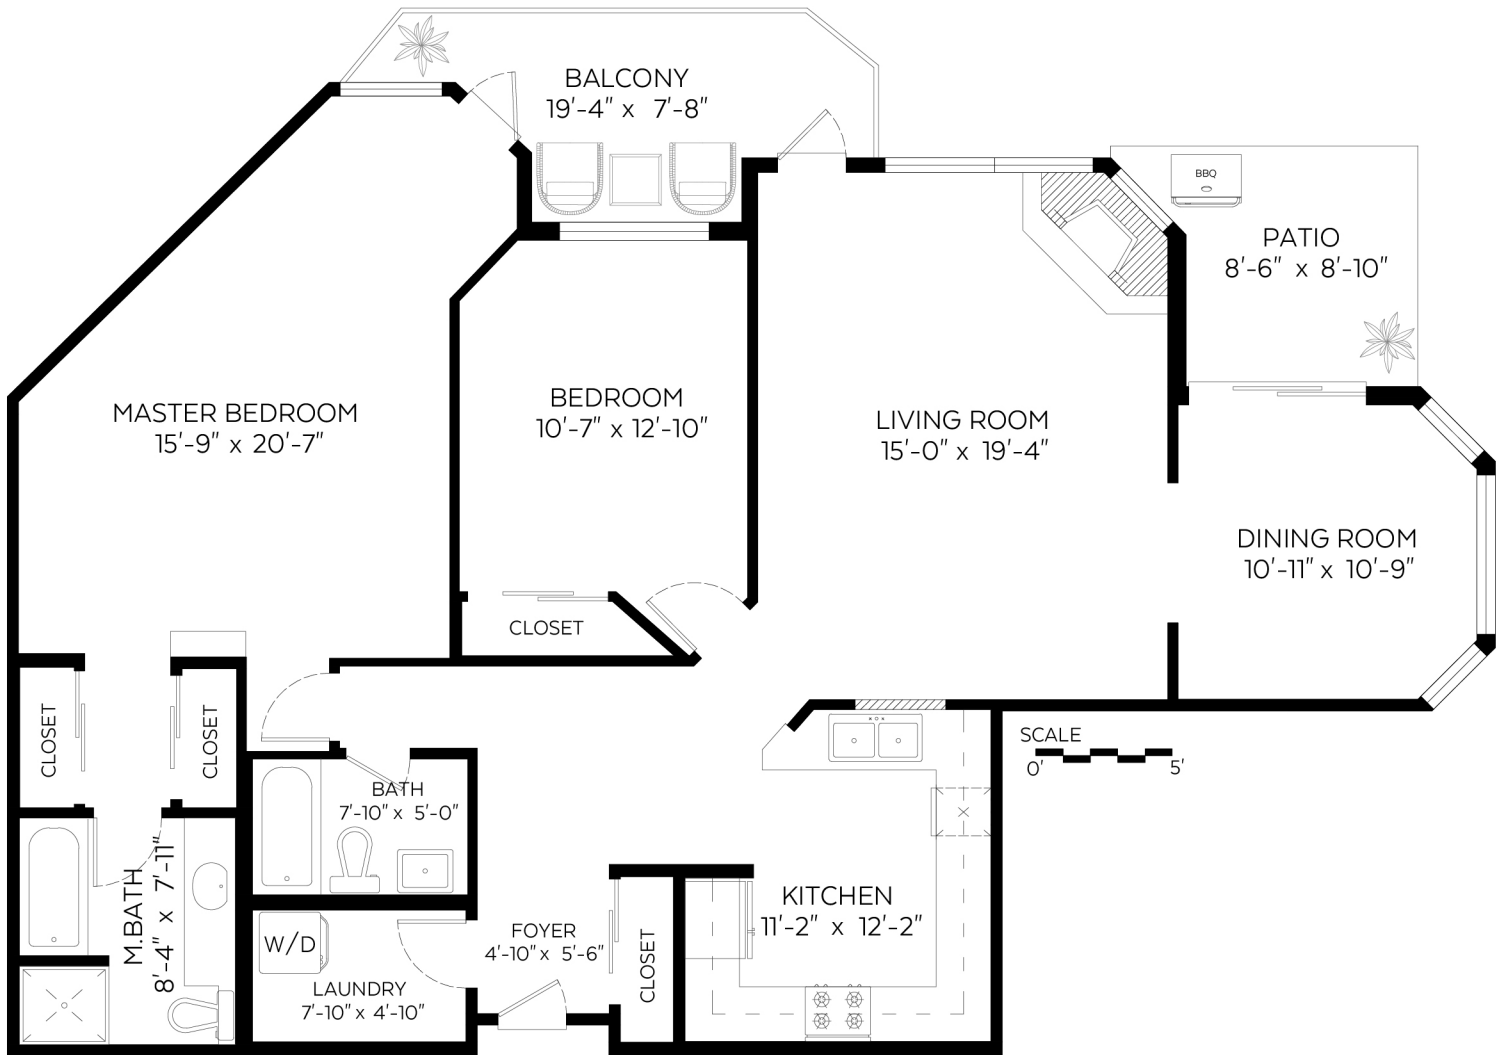 BALCONY
19'-4" x 7'-8"
BBQ
PATIO
8'-6" x 8'-10"
MASTER BEDROOM
15'-9" x 20'-7"
BEDROOM
10'-7" x 12'-10"
LIVING ROOM
15'-0" x 19'-4"
DINING ROOM
10'-11" x 10'-9"
CLOSET
CLOSET
CLOSET
SCALE
0' 5'
BATH
7'-10" x 5'-0"
M.BATH
8'-4" x 7'-11"
KITCHEN
11'-2" x 12'-2"
FOYER
4'-10" x 5'-6"
W/D
CLOSET
LAUNDRY
7'-10" x 4'-10"